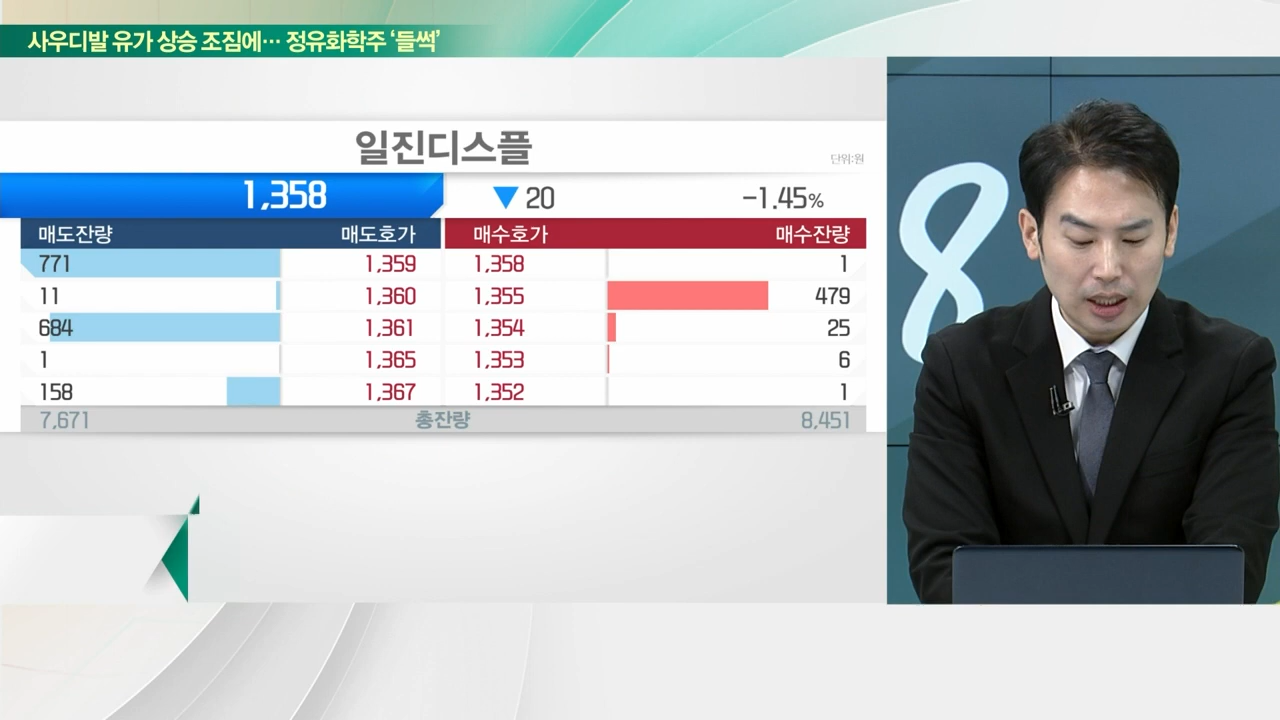 사우디발 유가 상승 조짐에··· 정유화학주 ‘들썩’
일진디스플
단위:원
1,358 ▼ 20 -1.45%
매도잔량 매도호가 매수호가 매수잔량
771 1,359 1,358 1
11 1,360 1,355 479
684 1,361 1,354 25
1 1,365 1,353 6
158 1,367 1,352 1
7,671 총잔량 8,451
8